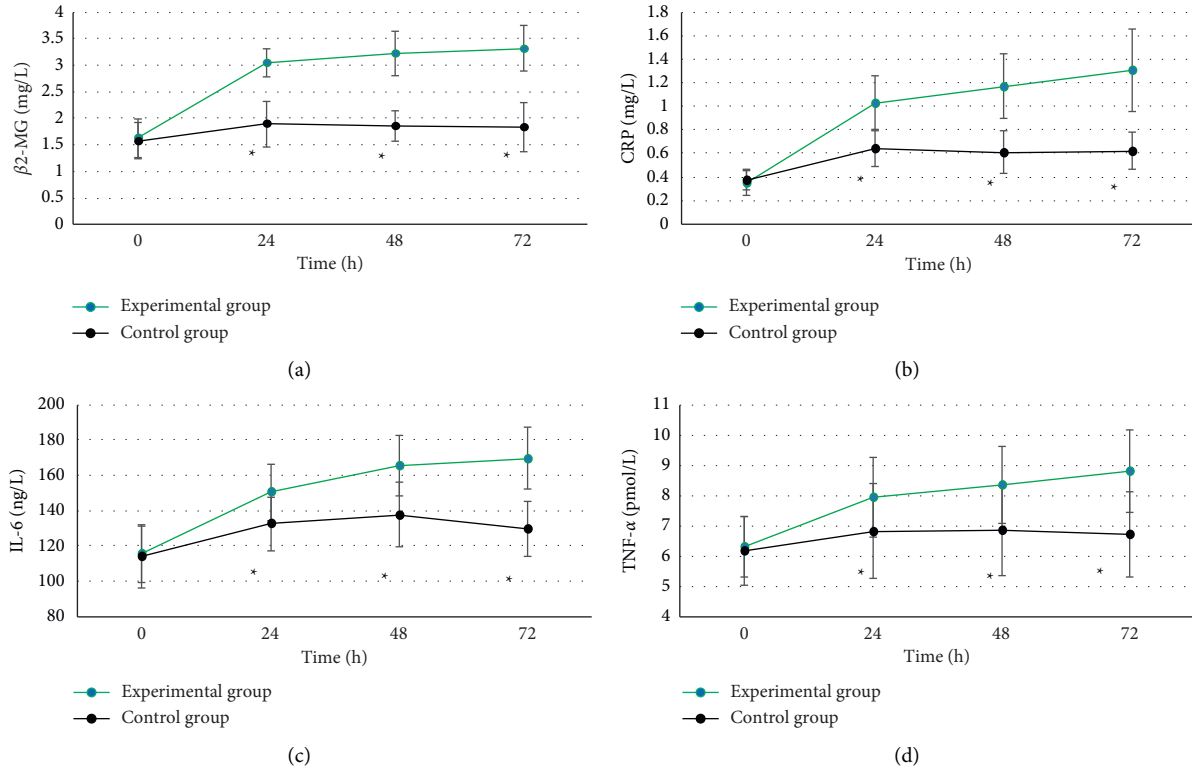 4
3.5
3
2.5
2
1.5
1
0.5
0
β2-MG (mg/L)
* * *
0 24 48 72
Time (h)
Experimental group
Control group
(a)
1.8
1.6
1.4
1.2
1
0.8
0.6
0.4
0.2
0
CRP (mg/L)
* * *
0 24 48 72
Time (h)
Experimental group
Control group
(b)
200
180
160
140
120
100
80
IL-6 (ng/L)
* * *
0 24 48 72
Time (h)
Experimental group
Control group
(c)
11
10
9
8
7
6
5
4
TNF-α (pmol/L)
* * *
0 24 48 72
Time (h)
Experimental group
Control group
(d)